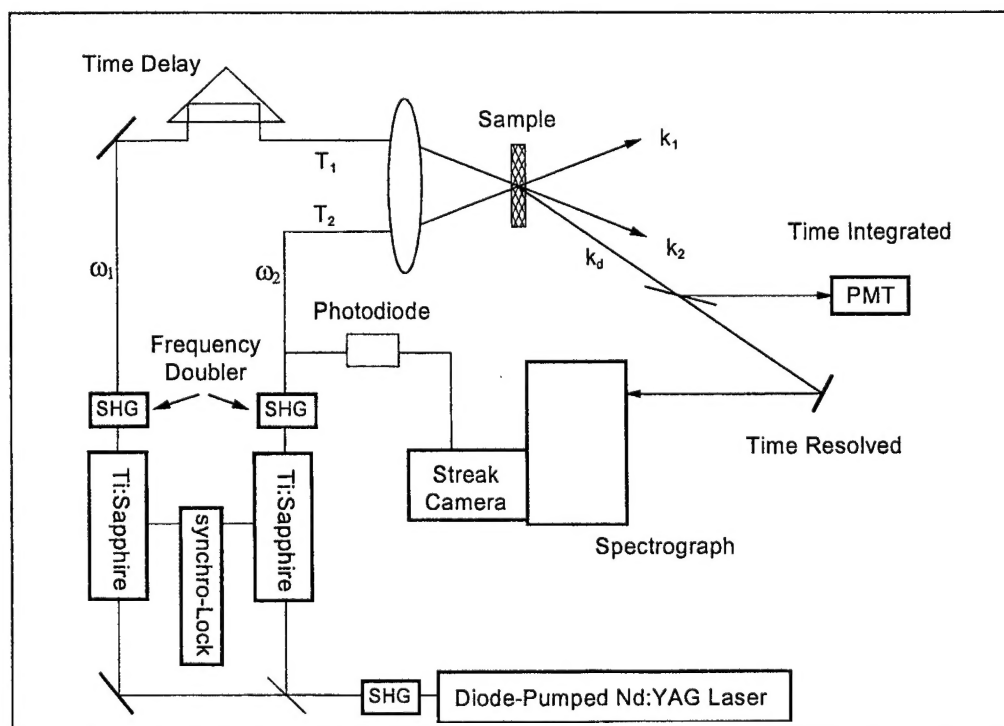 Time Delay
Sample
k1
T1
T2
k2
Time Integrated
kd
PMT
ω1
ω2
Photodiode
Frequency
Doubler
SHG
SHG
Time Resolved
Streak
Camera
Ti:Sapphire
synchro-Lock
Ti:Sapphire
Spectrograph
SHG
Diode-Pumped Nd:YAG Laser